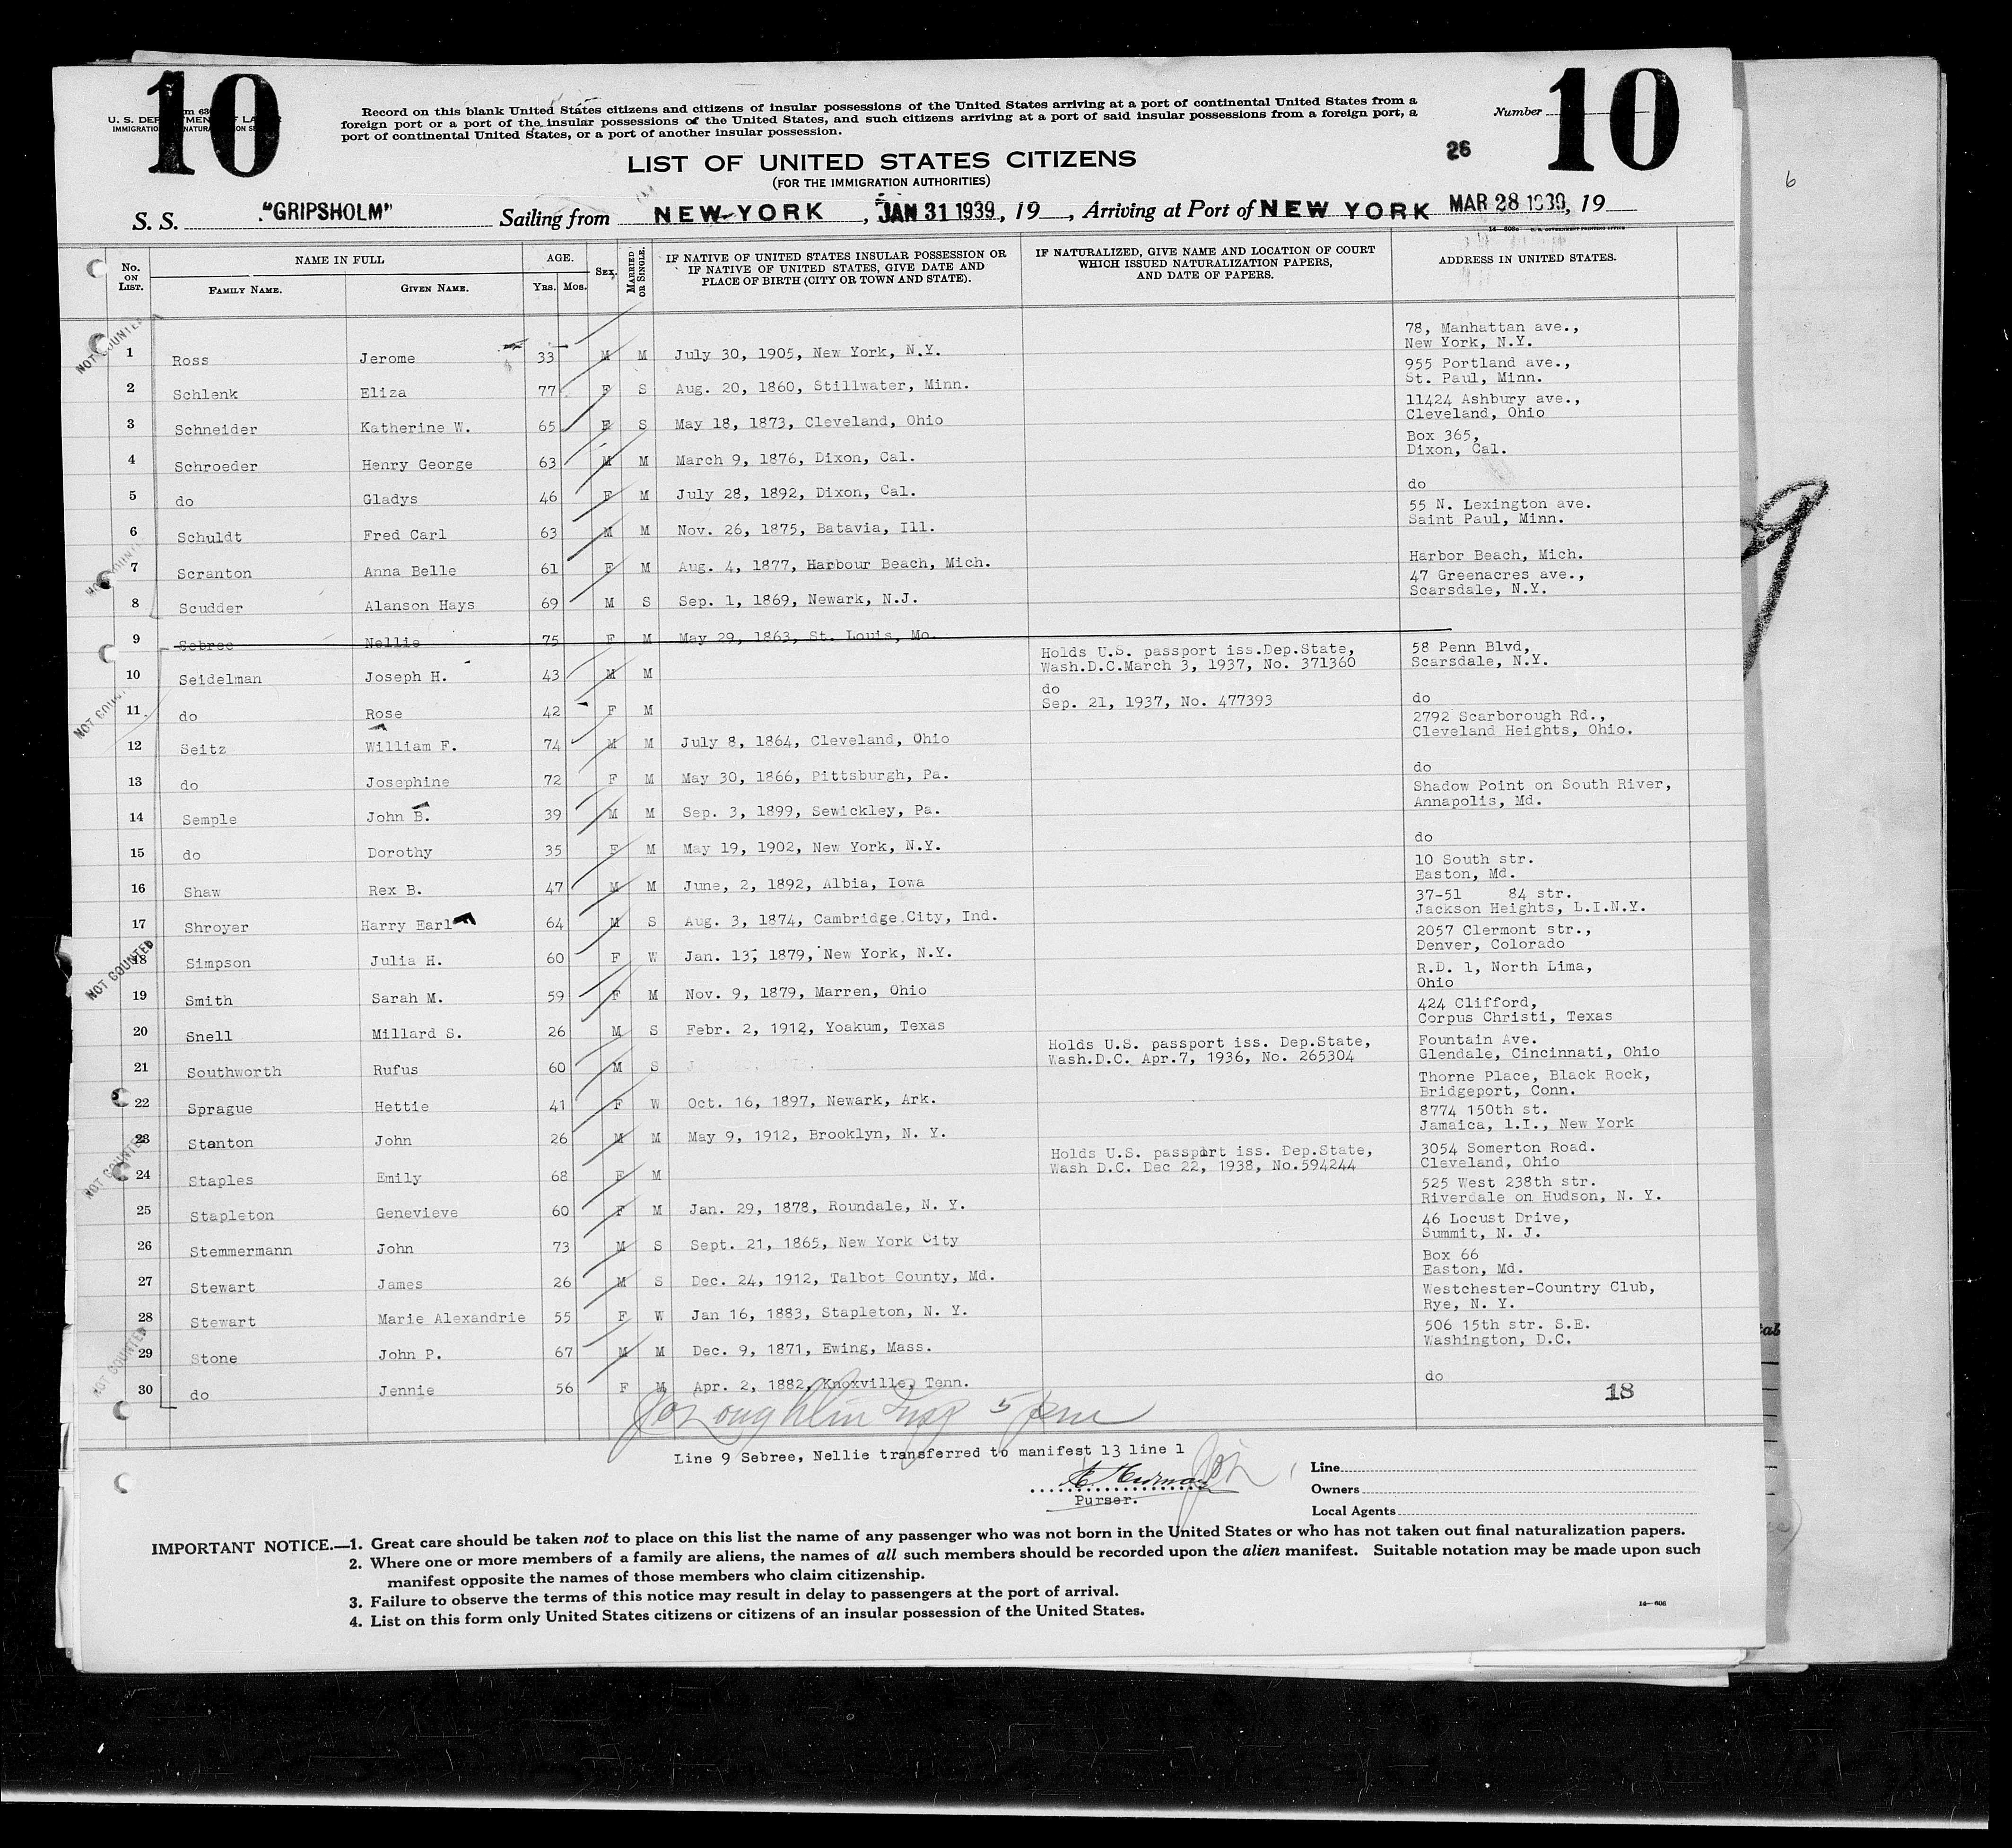 10
10
U. S. DEPARTMENT OF LABOR
Record on this blank United States citizens and citizens of insular possessions of the United States arriving at a port of continental United States from a
foreign port or a port of the insular possessions of the United States, and such citizens arriving at a port of said insular possessions from a foreign port, a
port of continental United States, or a port of another insular possession.
Number
26
LIST OF UNITED STATES CITIZENS
(FOR THE IMMIGRATION AUTHORITIES)
S. S. "GRIPSHOLM" Sailing from NEW YORK, JAN 31 1939, 19__, Arriving at Port of NEW YORK MAR 28 1939, 19__
No. ON LIST. NAME IN FULL FAMILY NAME. GIVEN NAME. AGE. YRS. MOS. SEX. MARRIED OR SINGLE. IF NATIVE OF UNITED STATES INSULAR POSSESSION OR IF NATIVE OF UNITED STATES, GIVE DATE AND PLACE OF BIRTH (CITY OR TOWN AND STATE). IF NATURALIZED, GIVE NAME AND LOCATION OF COURT WHICH ISSUED NATURALIZATION PAPERS, AND DATE OF PAPERS. ADDRESS IN UNITED STATES.
NOT COUNTED
1 Ross Jerome 33 M M July 30, 1905, New York, N.Y. 78, Manhattan ave., New York, N.Y.
2 Schlenk Eliza 77 F S Aug. 20, 1860, Stillwater, Minn. 955 Portland ave., St. Paul, Minn.
3 Schneider Katherine W. 65 F S May 18, 1873, Cleveland, Ohio 11424 Ashbury ave., Cleveland, Ohio
4 Schroeder Henry George 63 M M March 9, 1876, Dixon, Cal. Box 365, Dixon, Cal.
5 do Gladys 46 F M July 28, 1892, Dixon, Cal. do
6 Schuldt Fred Carl 63 M M Nov. 26, 1875, Batavia, Ill. 55 N. Lexington ave. Saint Paul, Minn.
7 Scranton Anna Belle 61 F M Aug. 4, 1877, Harbour Beach, Mich. Harbor Beach, Mich.
8 Scudder Alanson Hays 69 M S Sep. 1, 1869, Newark, N.J. 47 Greenacres ave., Scarsdale, N.Y.
9 Sebree Nellie 75 F M May 29, 1863, St. Louis, Mo.
10 Seidelman Joseph H. 43 M M Holds U.S. passport iss.Dep.State, Wash.D.C.March 3, 1937, No. 371360 58 Penn Blvd, Scarsdale, N.Y.
11 do Rose 42 F M do Sep. 21, 1937, No. 477393 do
NOT COUNTED
12 Seitz William F. 74 M M July 8, 1864, Cleveland, Ohio 2792 Scarborough Rd., Cleveland Heights, Ohio.
13 do Josephine 72 F M May 30, 1866, Pittsburgh, Pa. do
14 Semple John B. 39 M M Sep. 3, 1899, Sewickley, Pa. Shadow Point on South River, Annapolis, Md.
15 do Dorothy 35 F M May 19, 1902, New York, N.Y. do
16 Shaw Rex B. 47 M M June, 2, 1892, Albia, Iowa 10 South str. Easton, Md.
17 Shroyer Harry Earl 64 M S Aug. 3, 1874, Cambridge City, Ind. 37-51 84 str. Jackson Heights, L.I.N.Y.
NOT COUNTED
18 Simpson Julia H. 60 F W Jan. 13, 1879, New York, N.Y. 2057 Clermont str., Denver, Colorado
19 Smith Sarah M. 59 F M Nov. 9, 1879, Marren, Ohio R.D. 1, North Lima, Ohio
20 Snell Millard S. 26 M S Febr. 2, 1912, Yoakum, Texas 424 Clifford, Corpus Christi, Texas
21 Southworth Rufus 60 M S Holds U.S. passport iss. Dep.State, Wash.D.C. Apr.7, 1936, No. 265304 Fountain Ave. Glendale, Cincinnati, Ohio
22 Sprague Hettie 41 F W Oct. 16, 1897, Newark, Ark. Thorne Place, Black Rock, Bridgeport, Conn.
23 Stanton John 26 M M May 9, 1912, Brooklyn, N. Y. 8774 150th st. Jamaica, l.I., New York
NOT COUNTED
24 Staples Emily 68 F M Holds U.S. passport iss. Dep.State, Wash D.C. Dec 22, 1938, No.594244 3054 Somerton Road. Cleveland, Ohio
25 Stapleton Genevieve 60 F M Jan. 29, 1878, Roundale, N. Y. 525 West 238th str. Riverdale on Hudson, N. Y.
26 Stemmermann John 73 M S Sept. 21, 1865, New York City 46 Locust Drive, Summit, N. J.
27 Stewart James 26 M S Dec. 24, 1912, Talbot County, Md. Box 66 Easton, Md.
28 Stewart Marie Alexandrie 55 F W Jan 16, 1883, Stapleton, N. Y. Westchester-Country Club, Rye, N. Y.
NOT COUNTED
29 Stone John P. 67 M M Dec. 9, 1871, Ewing, Mass. 506 15th str. S.E. Washington, D.C.
30 do Jennie 56 F M Apr. 2, 1882, Knoxville, Tenn. do
18
Line 9 Sebree, Nellie transferred to manifest 13 line 1
Purser.
Line
Owners
Local Agents
IMPORTANT NOTICE.—1. Great care should be taken not to place on this list the name of any passenger who was not born in the United States or who has not taken out final naturalization papers.
2. Where one or more members of a family are aliens, the names of all such members should be recorded upon the alien manifest. Suitable notation may be made upon such
manifest opposite the names of those members who claim citizenship.
3. Failure to observe the terms of this notice may result in delay to passengers at the port of arrival.
4. List on this form only United States citizens or citizens of an insular possession of the United States.
14—606